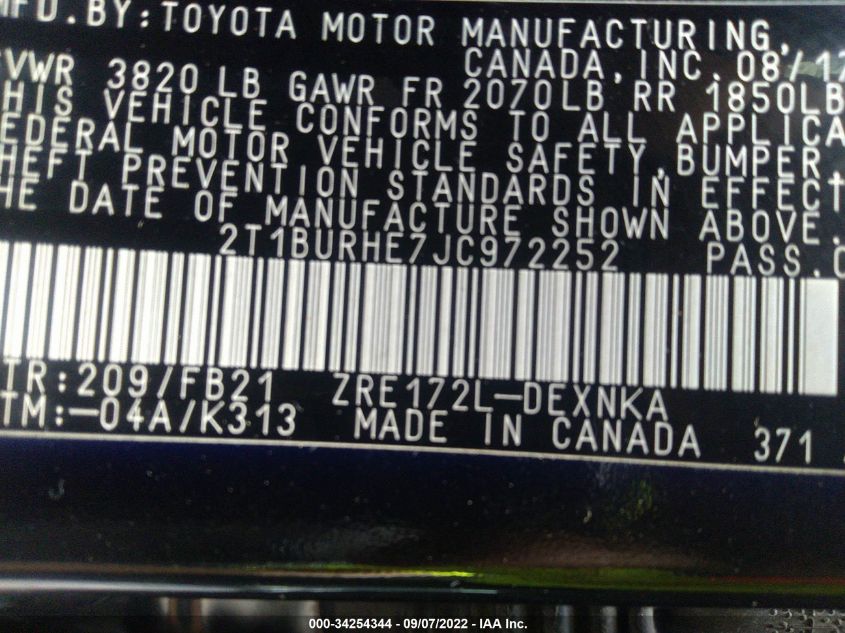 MFD.BY:TOYOTA MOTOR MANUFACTURING,
CANADA,INC. 08/17
GVWR 3820 LB GAWR FR 2070LB RR 1850LB
THIS VEHICLE CONFORMS TO ALL APPLICA
FEDERAL MOTOR VEHICLE SAFETY,BUMPER,
THEFT PREVENTION STANDARDS IN EFFECT
THE DATE OF MANUFACTURE SHOWN ABOVE.
2T1BURHE7JC972252 PASS.C
TR:209/FB21 ZRE172L-DEXNKA
TM:-04A/K313 MADE IN CANADA 371
000-34254344 - 09/07/2022 - IAA Inc.